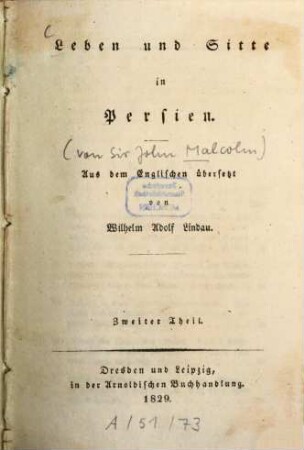 Leben und Sitte
in
Persien.
(von Sir John Malcolm)
Aus dem Englischen übersetzt
von
Wilhelm Adolf Lindau.
Zweiter Theil.
Dresden und Leipzig,
in der Arnoldischen Buchhandlung.
1829.
A/51/73